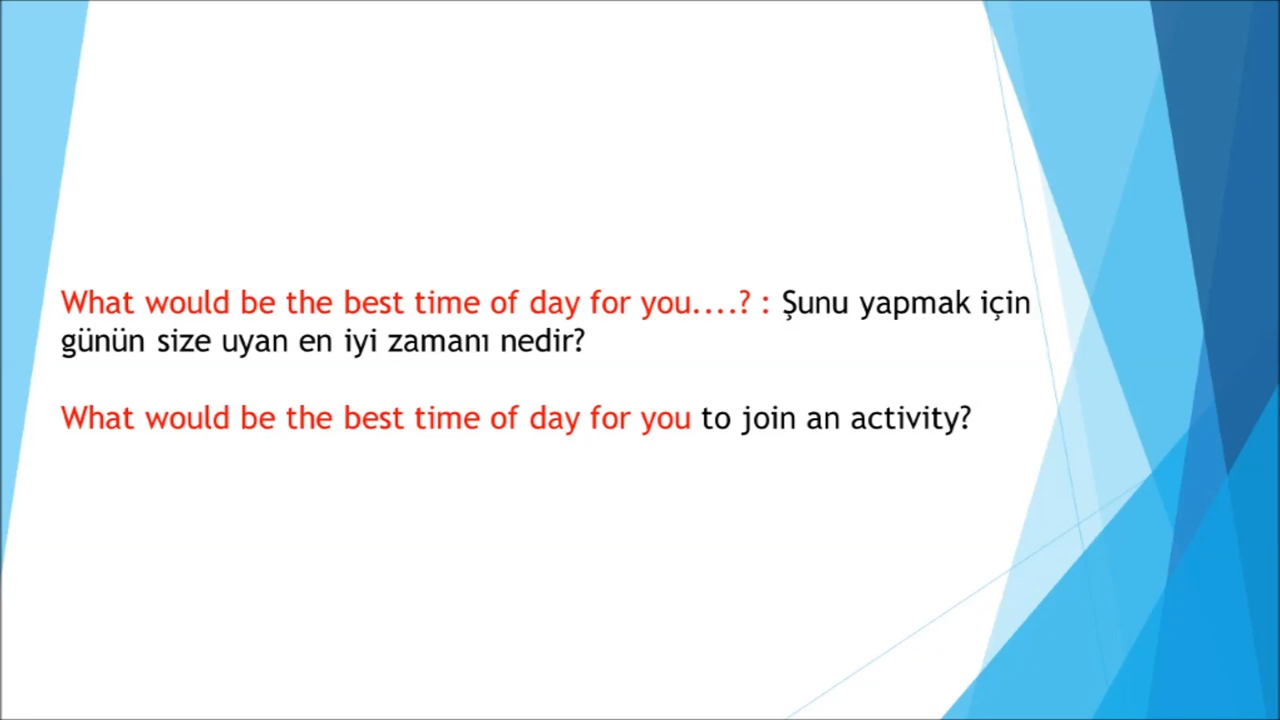 What would be the best time of day for you....? : Şunu yapmak için
günün size uyan en iyi zamanı nedir?
What would be the best time of day for you to join an activity?